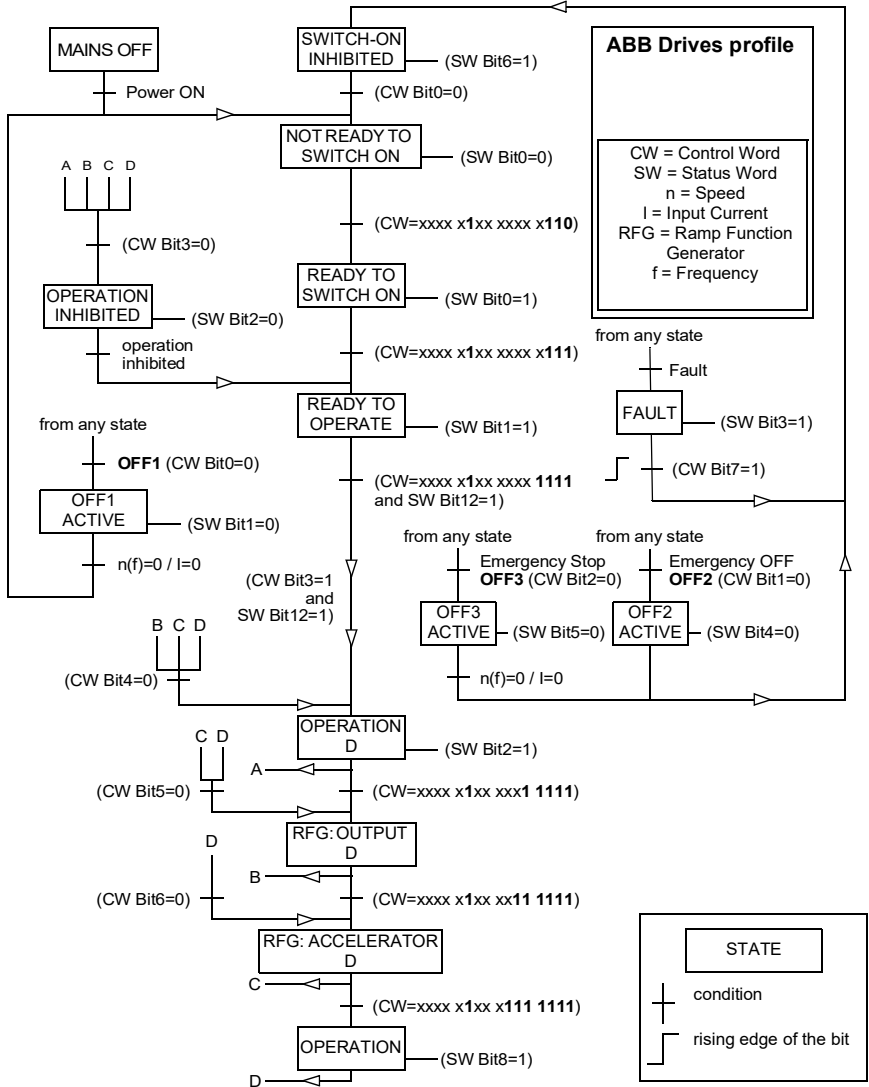 MAINS OFF
Power ON
SWITCH-ON
INHIBITED
(SW Bit6=1)
(CW Bit0=0)
ABB Drives profile
CW = Control Word
SW = Status Word
n = Speed
I = Input Current
RFG = Ramp Function
Generator
f = Frequency
NOT READY TO
SWITCH ON
(SW Bit0=0)
A B C D
(CW Bit3=0)
(CW=xxxx x1xx xxxx x110)
OPERATION
INHIBITED
(SW Bit2=0)
operation
inhibited
READY TO
SWITCH ON
(SW Bit0=1)
(CW=xxxx x1xx xxxx x111)
from any state
Fault
FAULT
(SW Bit3=1)
(CW Bit7=1)
READY TO
OPERATE
(SW Bit1=1)
from any state
OFF1 (CW Bit0=0)
OFF1
ACTIVE
(SW Bit1=0)
n(f)=0 / I=0
(CW=xxxx x1xx xxxx 1111
and SW Bit12=1)
(CW Bit3=1
and
SW Bit12=1)
from any state
Emergency Stop
OFF3 (CW Bit2=0)
OFF3
ACTIVE
(SW Bit5=0)
n(f)=0 / I=0
from any state
Emergency OFF
OFF2 (CW Bit1=0)
OFF2
ACTIVE
(SW Bit4=0)
B C D
(CW Bit4=0)
OPERATION
D
(SW Bit2=1)
A
C D
(CW Bit5=0)
(CW=xxxx x1xx xxx1 1111)
RFG: OUTPUT
D
B
D
(CW Bit6=0)
(CW=xxxx x1xx xx11 1111)
RFG: ACCELERATOR
D
C
(CW=xxxx x1xx x111 1111)
OPERATION
(SW Bit8=1)
D
STATE
condition
rising edge of the bit